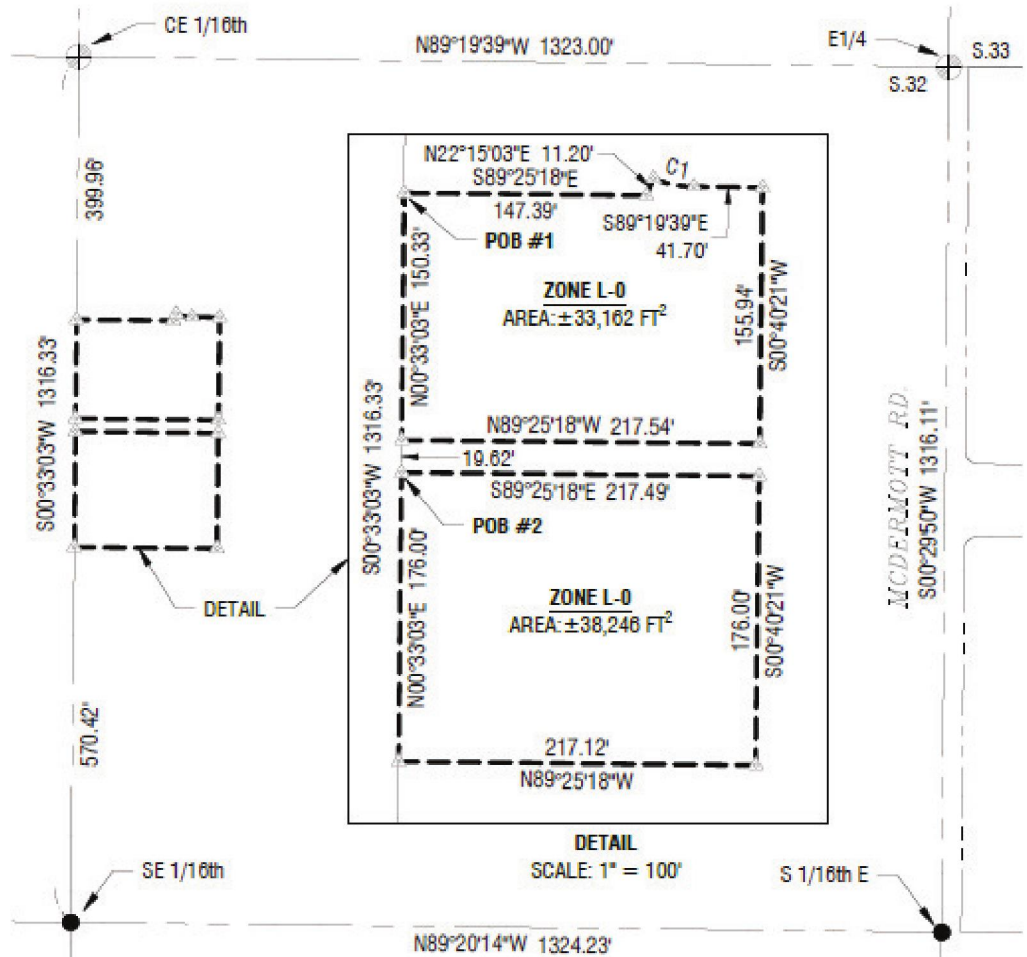 CE 1/16th
N89°19'39"W 1323.00'
E1/4
S.33
S.32
399.96'
N22°15'03"E 11.20'
C1
S89°25'18"E
147.39'
S89°19'39"E
41.70'
POB #1
N00°33'03"E 150.33'
ZONE L-0
AREA: ±33,162 FT²
155.94'
S00°40'21"W
S00°33'03"W 1316.33'
N89°25'18"W 217.54'
19.62'
S89°25'18"E 217.49'
POB #2
S00°33'03"W 1316.33'
N00°33'03"E 176.00'
ZONE L-0
AREA: ±38,246 FT²
176.00'
S00°40'21"W
MCDERMOTT RD.
S00°29'50"W 1316.11'
DETAIL
217.12'
N89°25'18"W
570.42'
DETAIL
SCALE: 1" = 100'
SE 1/16th
S 1/16th E
N89°20'14"W 1324.23'